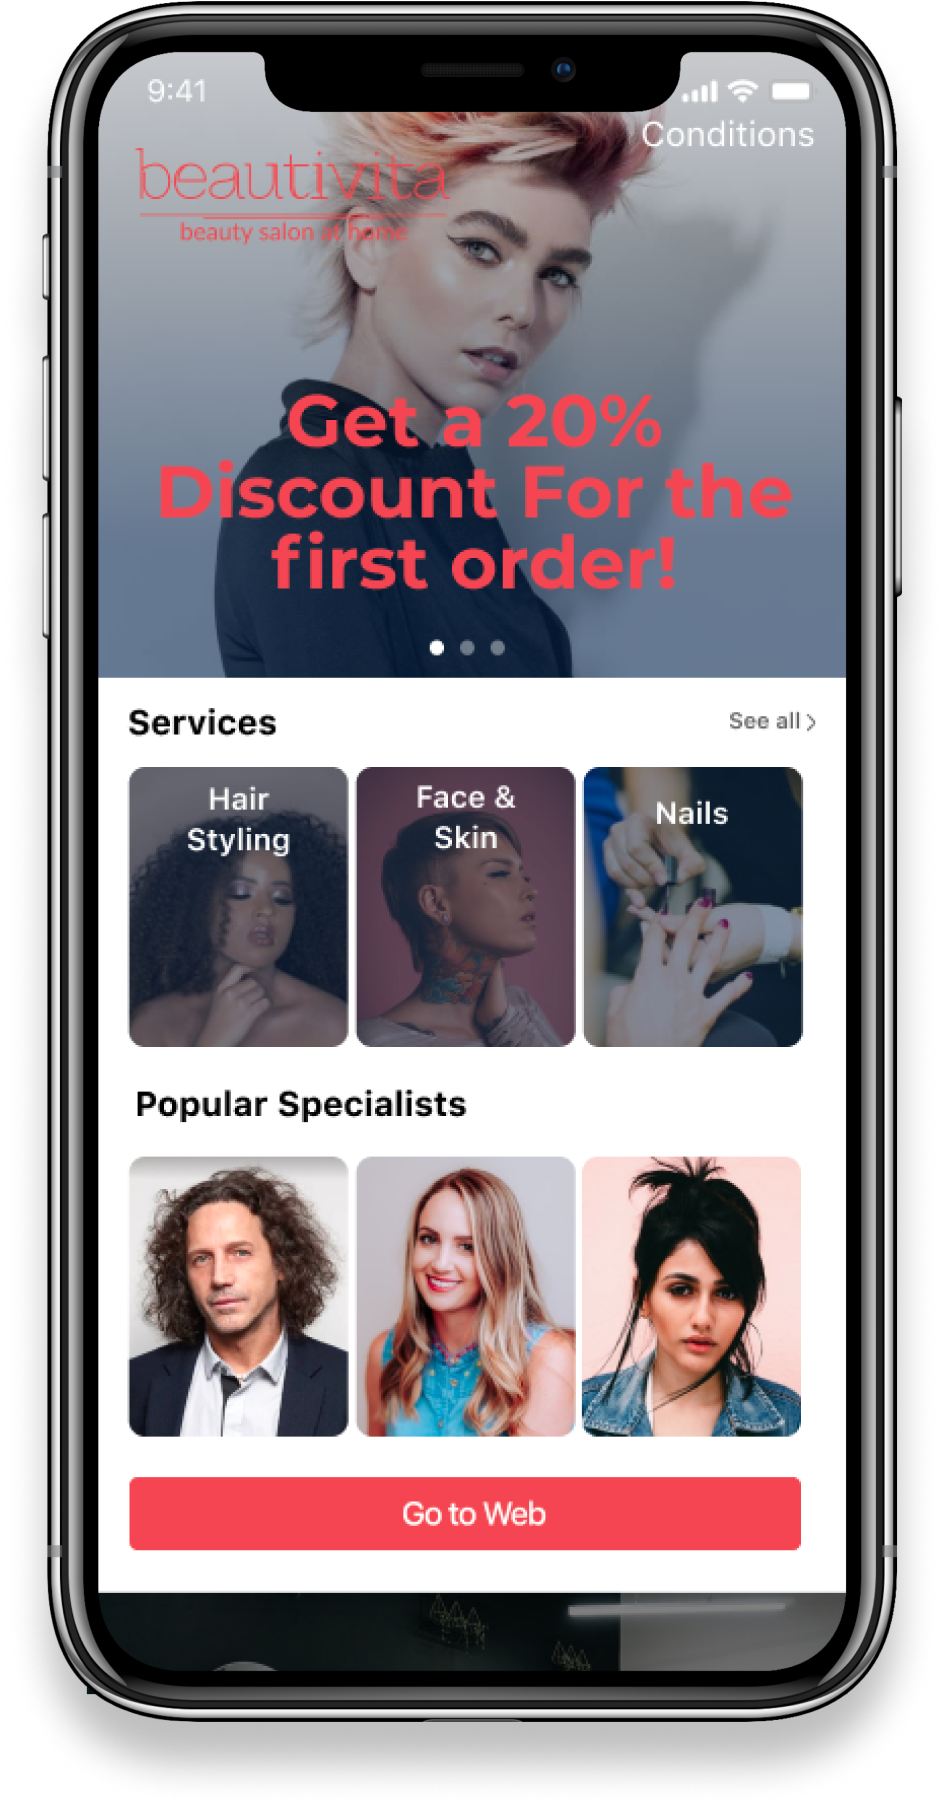 9:41
Conditions
beautivita
beauty salon at home
Get a 20%
Discount For the
first order!
Services
See all
Hair
Styling
Face &
Skin
Nails
Popular Specialists
Go to Web